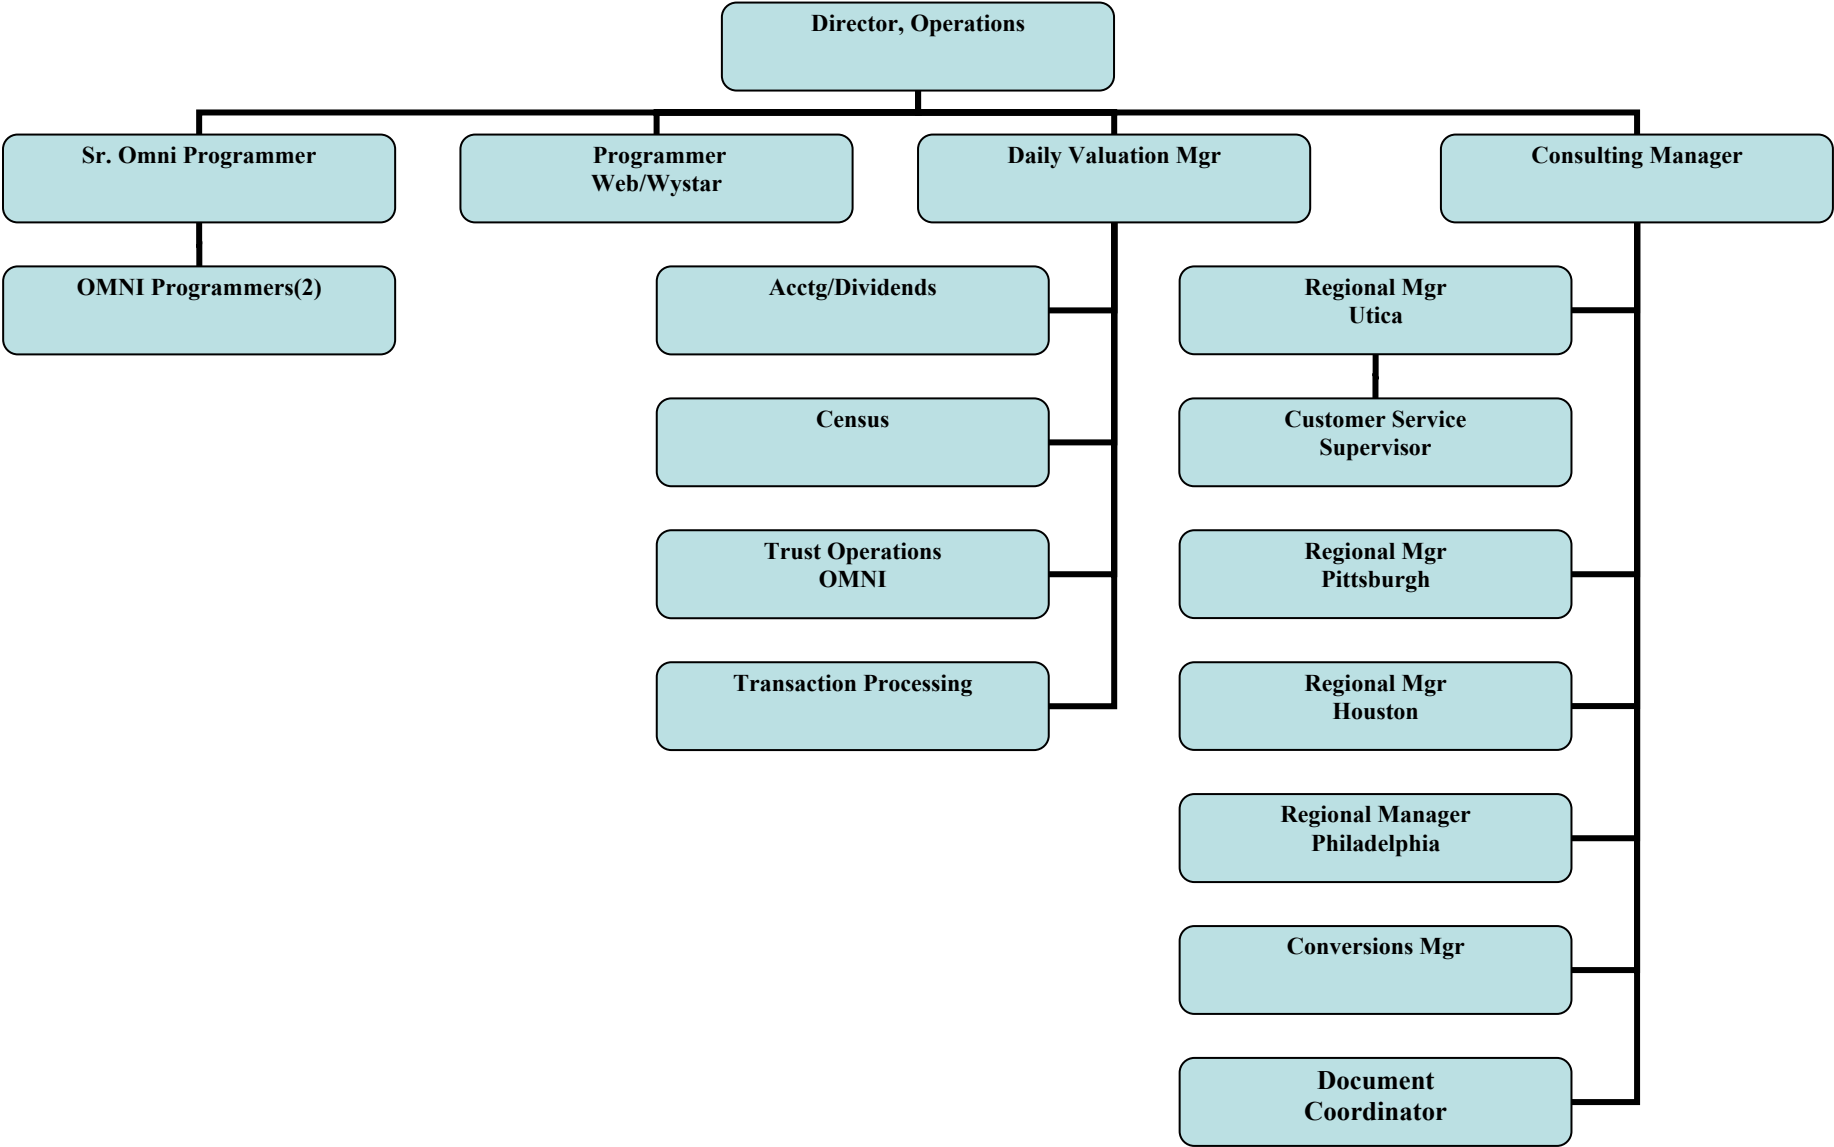 Director, Operations
Sr. Omni Programmer
Programmer
Web/Wystar
Daily Valuation Mgr
Consulting Manager
OMNI Programmers(2)
Acctg/Dividends
Regional Mgr
Utica
Census
Customer Service
Supervisor
Trust Operations
OMNI
Regional Mgr
Pittsburgh
Transaction Processing
Regional Mgr
Houston
Regional Manager
Philadelphia
Conversions Mgr
Document
Coordinator